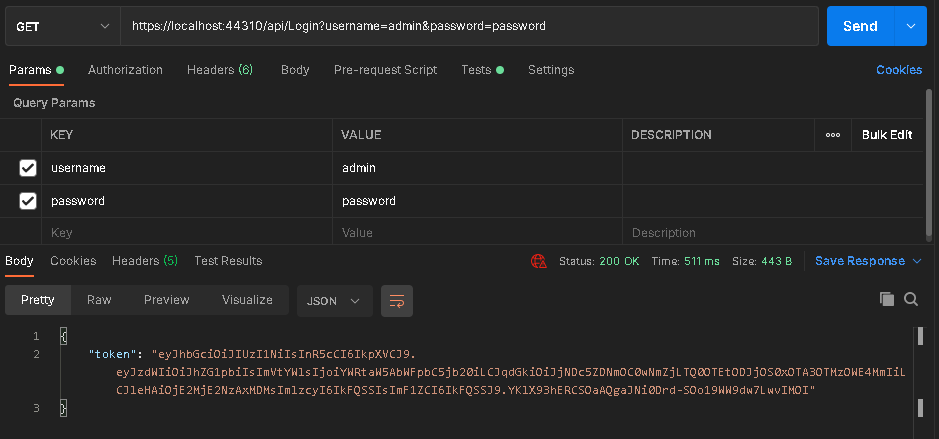 GET https://localhost:44310/api/Login?username=admin&password=password Send
Params Authorization Headers (6) Body Pre-request Script Tests Settings Cookies
Query Params
KEY VALUE DESCRIPTION ooo Bulk Edit
username admin
password password
Key Value Description
Body Cookies Headers (5) Test Results Status: 200 OK Time: 511 ms Size: 443 B Save Response
Pretty Raw Preview Visualize JSON
1 {
2 "token": "eyJhbGciOiJIUzI1NiIsInR5cCI6IkpXVCJ9.
eyJzdWIiOiJhZG1pbiIsImVtYWlsIjoiYWRtaW5AbWFpbC5jb20iLCJqdGkiOiJjNDc5ZDNmOC0wNmZjLTQ0OTEtODJjOS0xOTA3OTMzOWE4MmIiL
CJleHAiOjE2MjE2NzAxMDMsImlzcyI6IkFQSSIsImF1ZCI6IkFQSSJ9.YKlX93hERCSOaAQgaJNi0Drd-SOo19WW9dw7LwvIMOI"
3 }